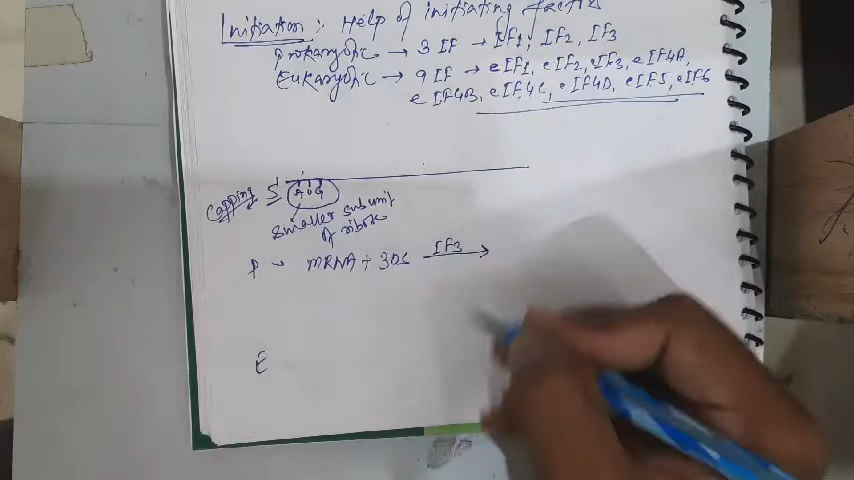 Initiation :- Help of initiating factors
Prokaryotic → 3 IF → IF1, IF2, IF3
Eukaryotic → 9 IF → eIF1, eIF2, eIF3, eIF4A,
eIF4B, eIF4C, eIF4D, eIF5, eIF6
Capping 5' AUG
Smaller subunit
of ribos
P → mRNA + 30S IF3 →
E